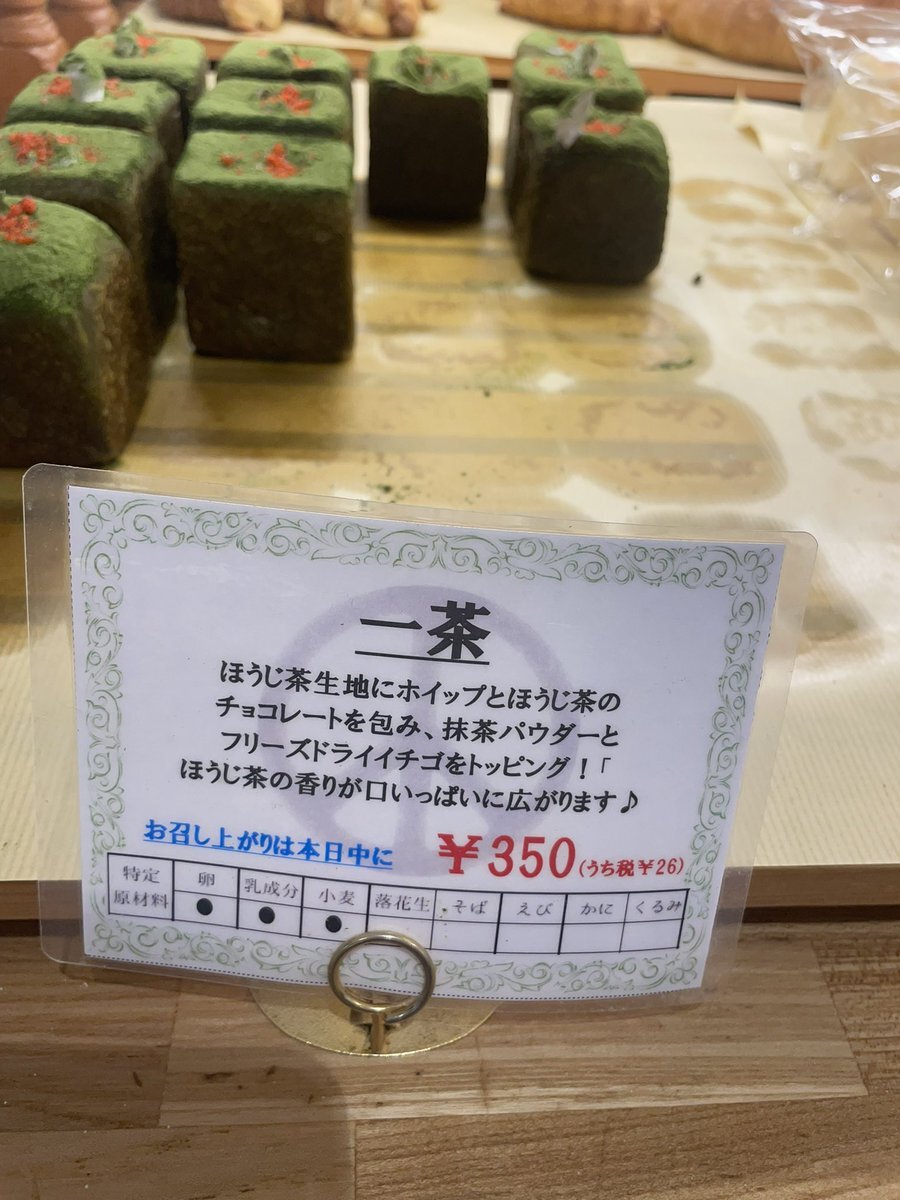 一茶
ほうじ茶生地にホイップとほうじ茶の
チョコレートを包み、抹茶パウダーと
フリーズドライイチゴをトッピング！「
ほうじ茶の香りが口いっぱいに広がります♪
お召し上がりは本日中に ￥350(うち税￥26)
特定原材料 卵 乳成分 小麦 落花生 そば えび かに くるみ
● ● ●